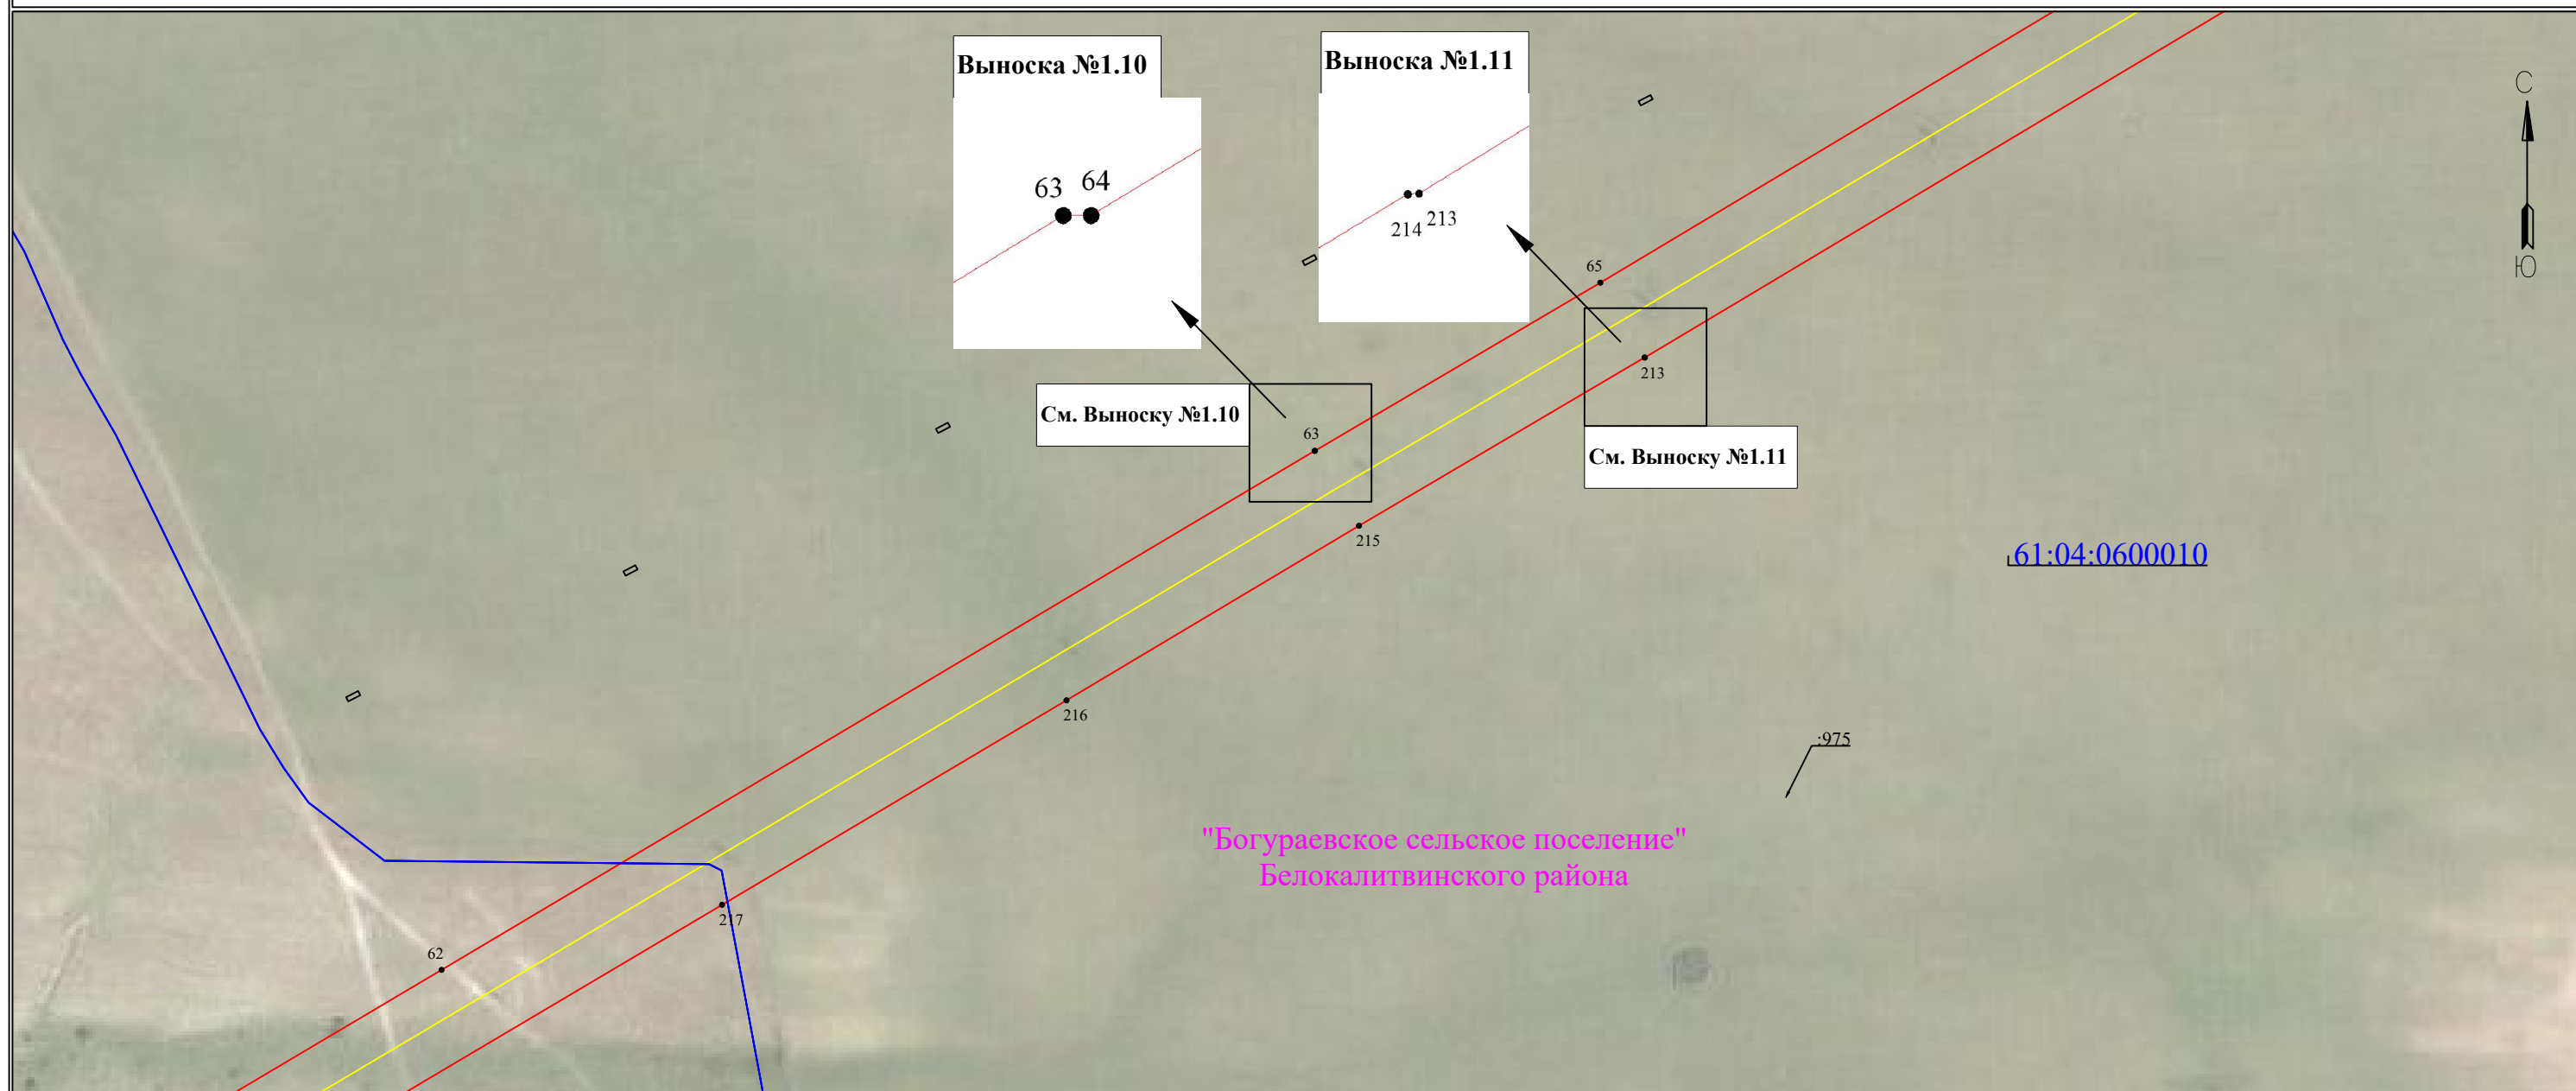 Выноска №1.10
Выноска №1.11
С
Ю
63 64
214 213
65
213
См. Выноску №1.10
63
См. Выноску №1.11
215
61:04:0600010
216
:975
"Богураевское сельское поселение"
Белокалитвинского района
217
62